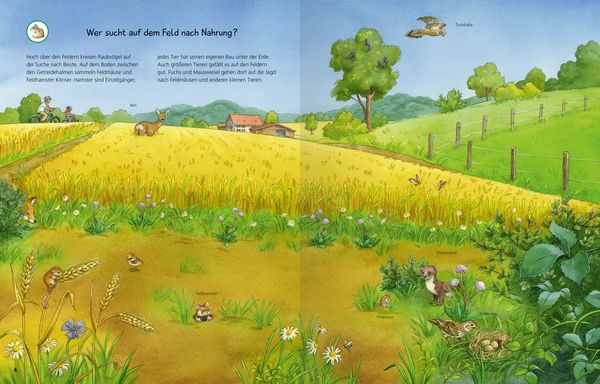 Wer sucht auf dem Feld nach Nahrung?
Hoch über den Feldern kreisen Raubvögel auf
der Suche nach Beute. Auf dem Boden zwischen
den Getreidehalmen sammeln Feldmäuse und
Feldhamster Körner. Hamster sind Einzelgänger,
jedes Tier hat seinen eigenen Bau unter der Erde.
Auch größeren Tieren gefällt es auf den Feldern
gut. Fuchs und Mauswiesel gehen dort auf die Jagd
nach Feldmäusen und anderen kleinen Tieren.
Turmfalke
Reh
Mauswiesel
Feldhamster
Feldmaus
4